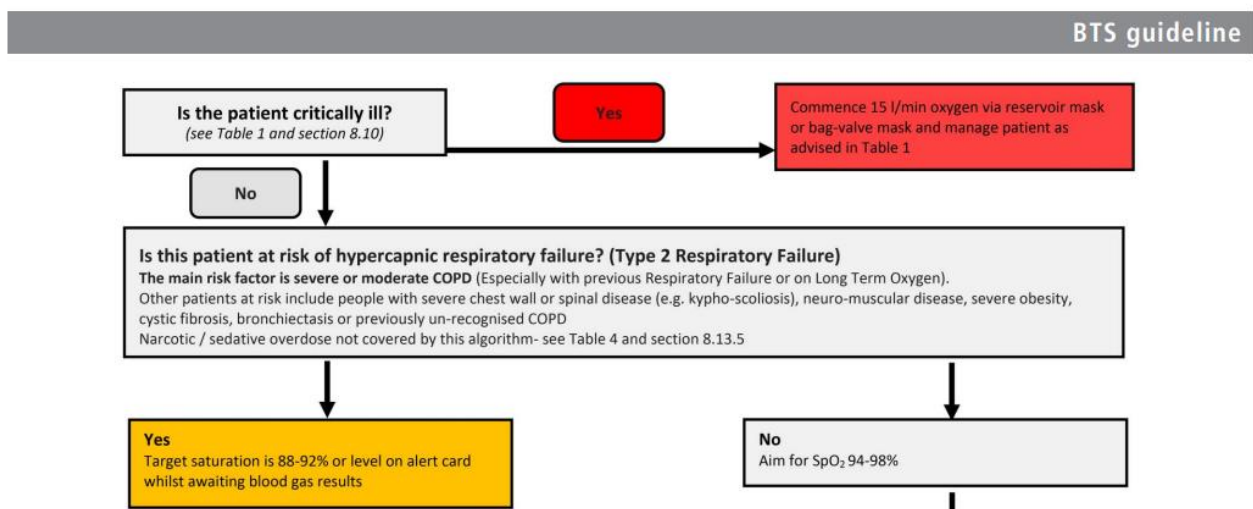 BTS guideline
Is the patient critically ill?
(see Table 1 and section 8.10)
Yes
Commence 15 l/min oxygen via reservoir mask
or bag-valve mask and manage patient as
advised in Table 1
No
Is this patient at risk of hypercapnic respiratory failure? (Type 2 Respiratory Failure)
The main risk factor is severe or moderate COPD (Especially with previous Respiratory Failure or on Long Term Oxygen).
Other patients at risk include people with severe chest wall or spinal disease (e.g. kypho-scoliosis), neuro-muscular disease, severe obesity,
cystic fibrosis, bronchiectasis or previously un-recognised COPD
Narcotic / sedative overdose not covered by this algorithm- see Table 4 and section 8.13.5
Yes
Target saturation is 88-92% or level on alert card
whilst awaiting blood gas results
No
Aim for SpO₂ 94-98%